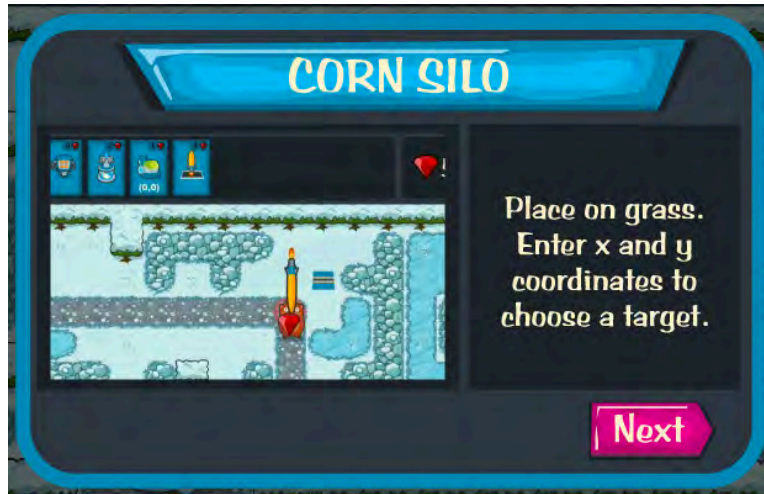 CORN SILO
(0,0)
Place on grass.
Enter x and y
coordinates to
choose a target.
Next